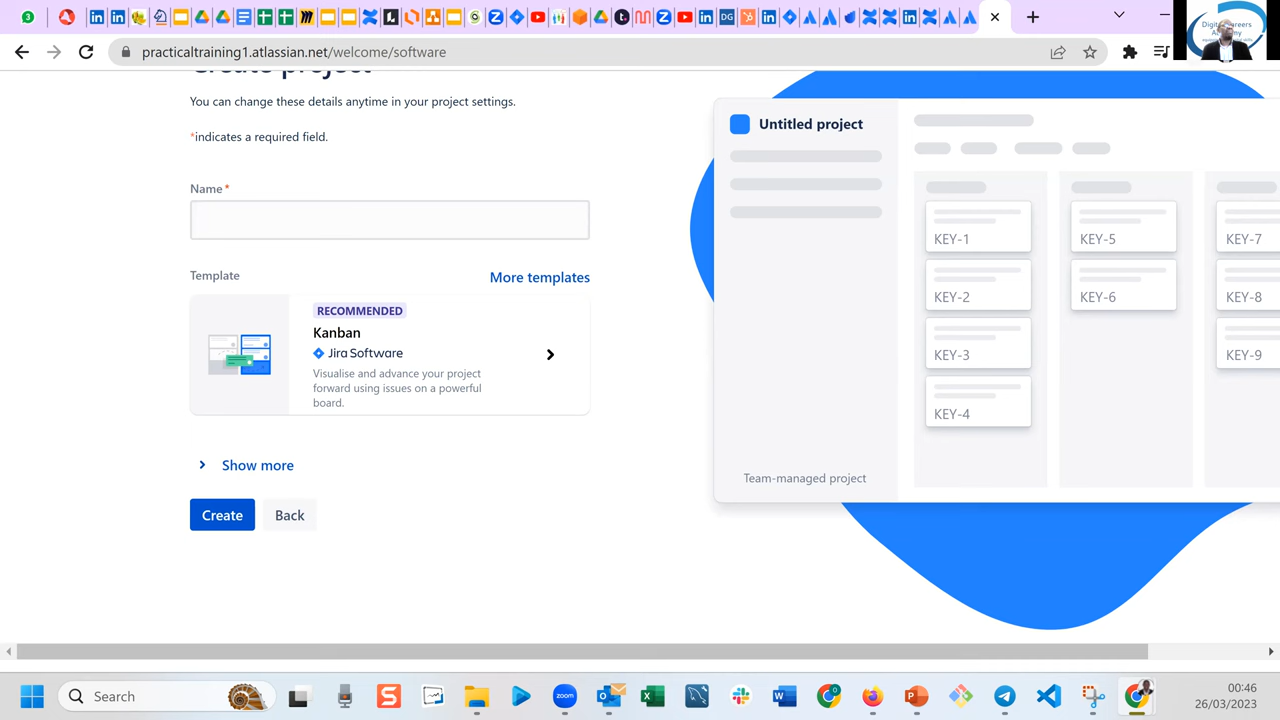 practicaltraining1.atlassian.net/welcome/software
Create project
You can change these details anytime in your project settings.
*indicates a required field.
Name *
Template
More templates
RECOMMENDED
Kanban
Jira Software
Visualise and advance your project
forward using issues on a powerful
board.
Show more
Create
Back
Untitled project
KEY-1
KEY-5
KEY-7
KEY-2
KEY-6
KEY-8
KEY-3
KEY-9
KEY-4
Team-managed project
Search
zoom
00:46
26/03/2023